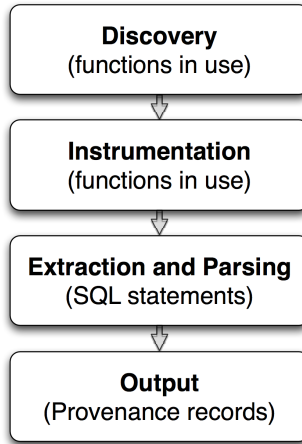 Discovery
(functions in use)
Instrumentation
(functions in use)
Extraction and Parsing
(SQL statements)
Output
(Provenance records)